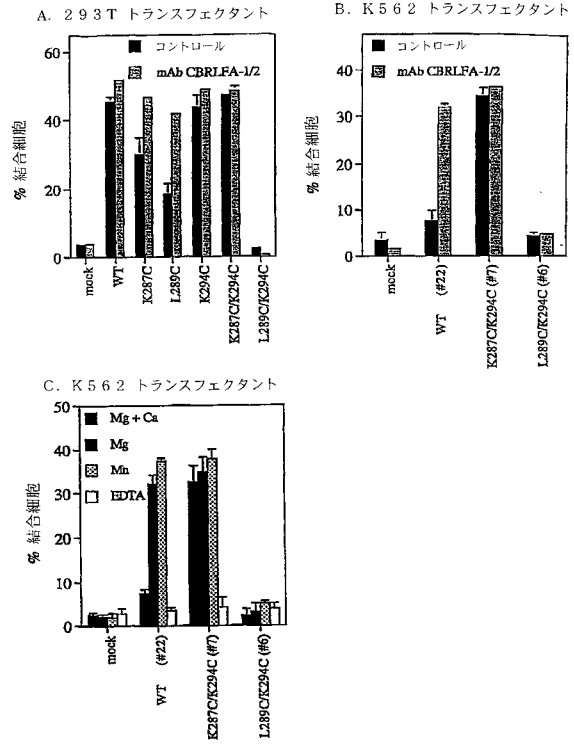 A. 293T トランスフェクタント
60
40
20
0
% 結合細胞
コントロール
mAb CBRLFA-1/2
mock
WT
K287C
L289C
K294C
K287C/K294C
L289C/K294C
B. K562 トランスフェクタント
40
30
20
10
0
% 結合細胞
コントロール
mAb CBRLFA-1/2
mock
WT (#22)
K287C/K294C (#7)
L289C/K294C (#6)
C. K562 トランスフェクタント
50
40
30
20
10
0
% 結合細胞
Mg + Ca
Mg
Mn
EDTA
mock
WT (#22)
K287C/K294C (#7)
L289C/K294C (#6)